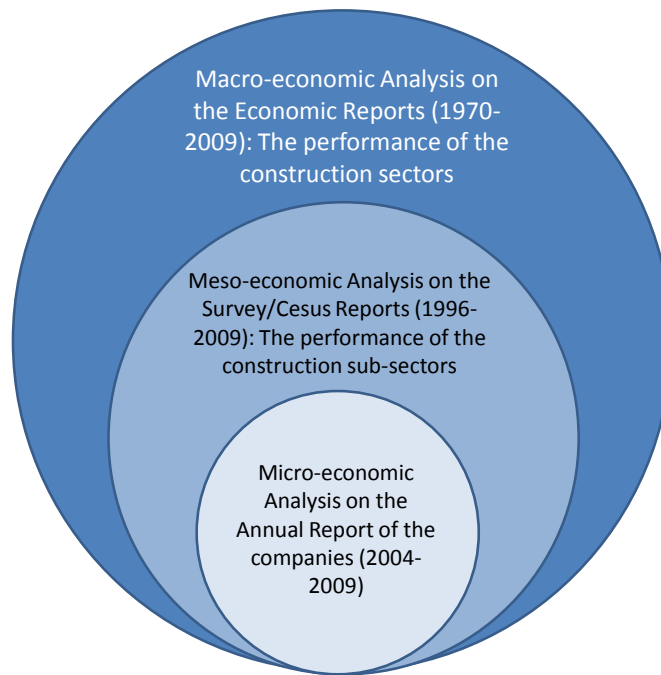 Macro-economic Analysis on
the Economic Reports (1970-
2009): The performance of the
construction sectors
Meso-economic Analysis on the
Survey/Cesus Reports (1996-
2009): The performance of the
construction sub-sectors
Micro-economic
Analysis on the
Annual Report of the
companies (2004-
2009)